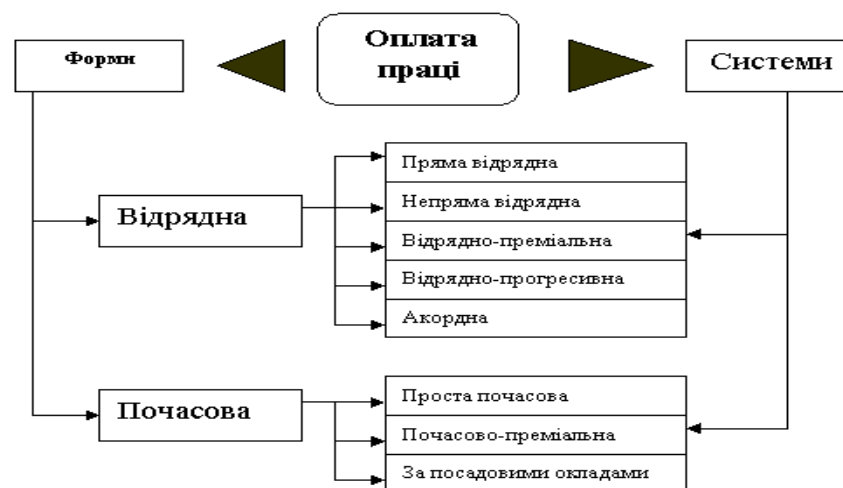 Форми
Оплата
праці
Системи
Відрядна
Пряма відрядна
Непряма відрядна
Відрядно-преміальна
Відрядно-прогресивна
Акордна
Почасова
Проста почасова
Почасово-преміальна
За посадовими окладами